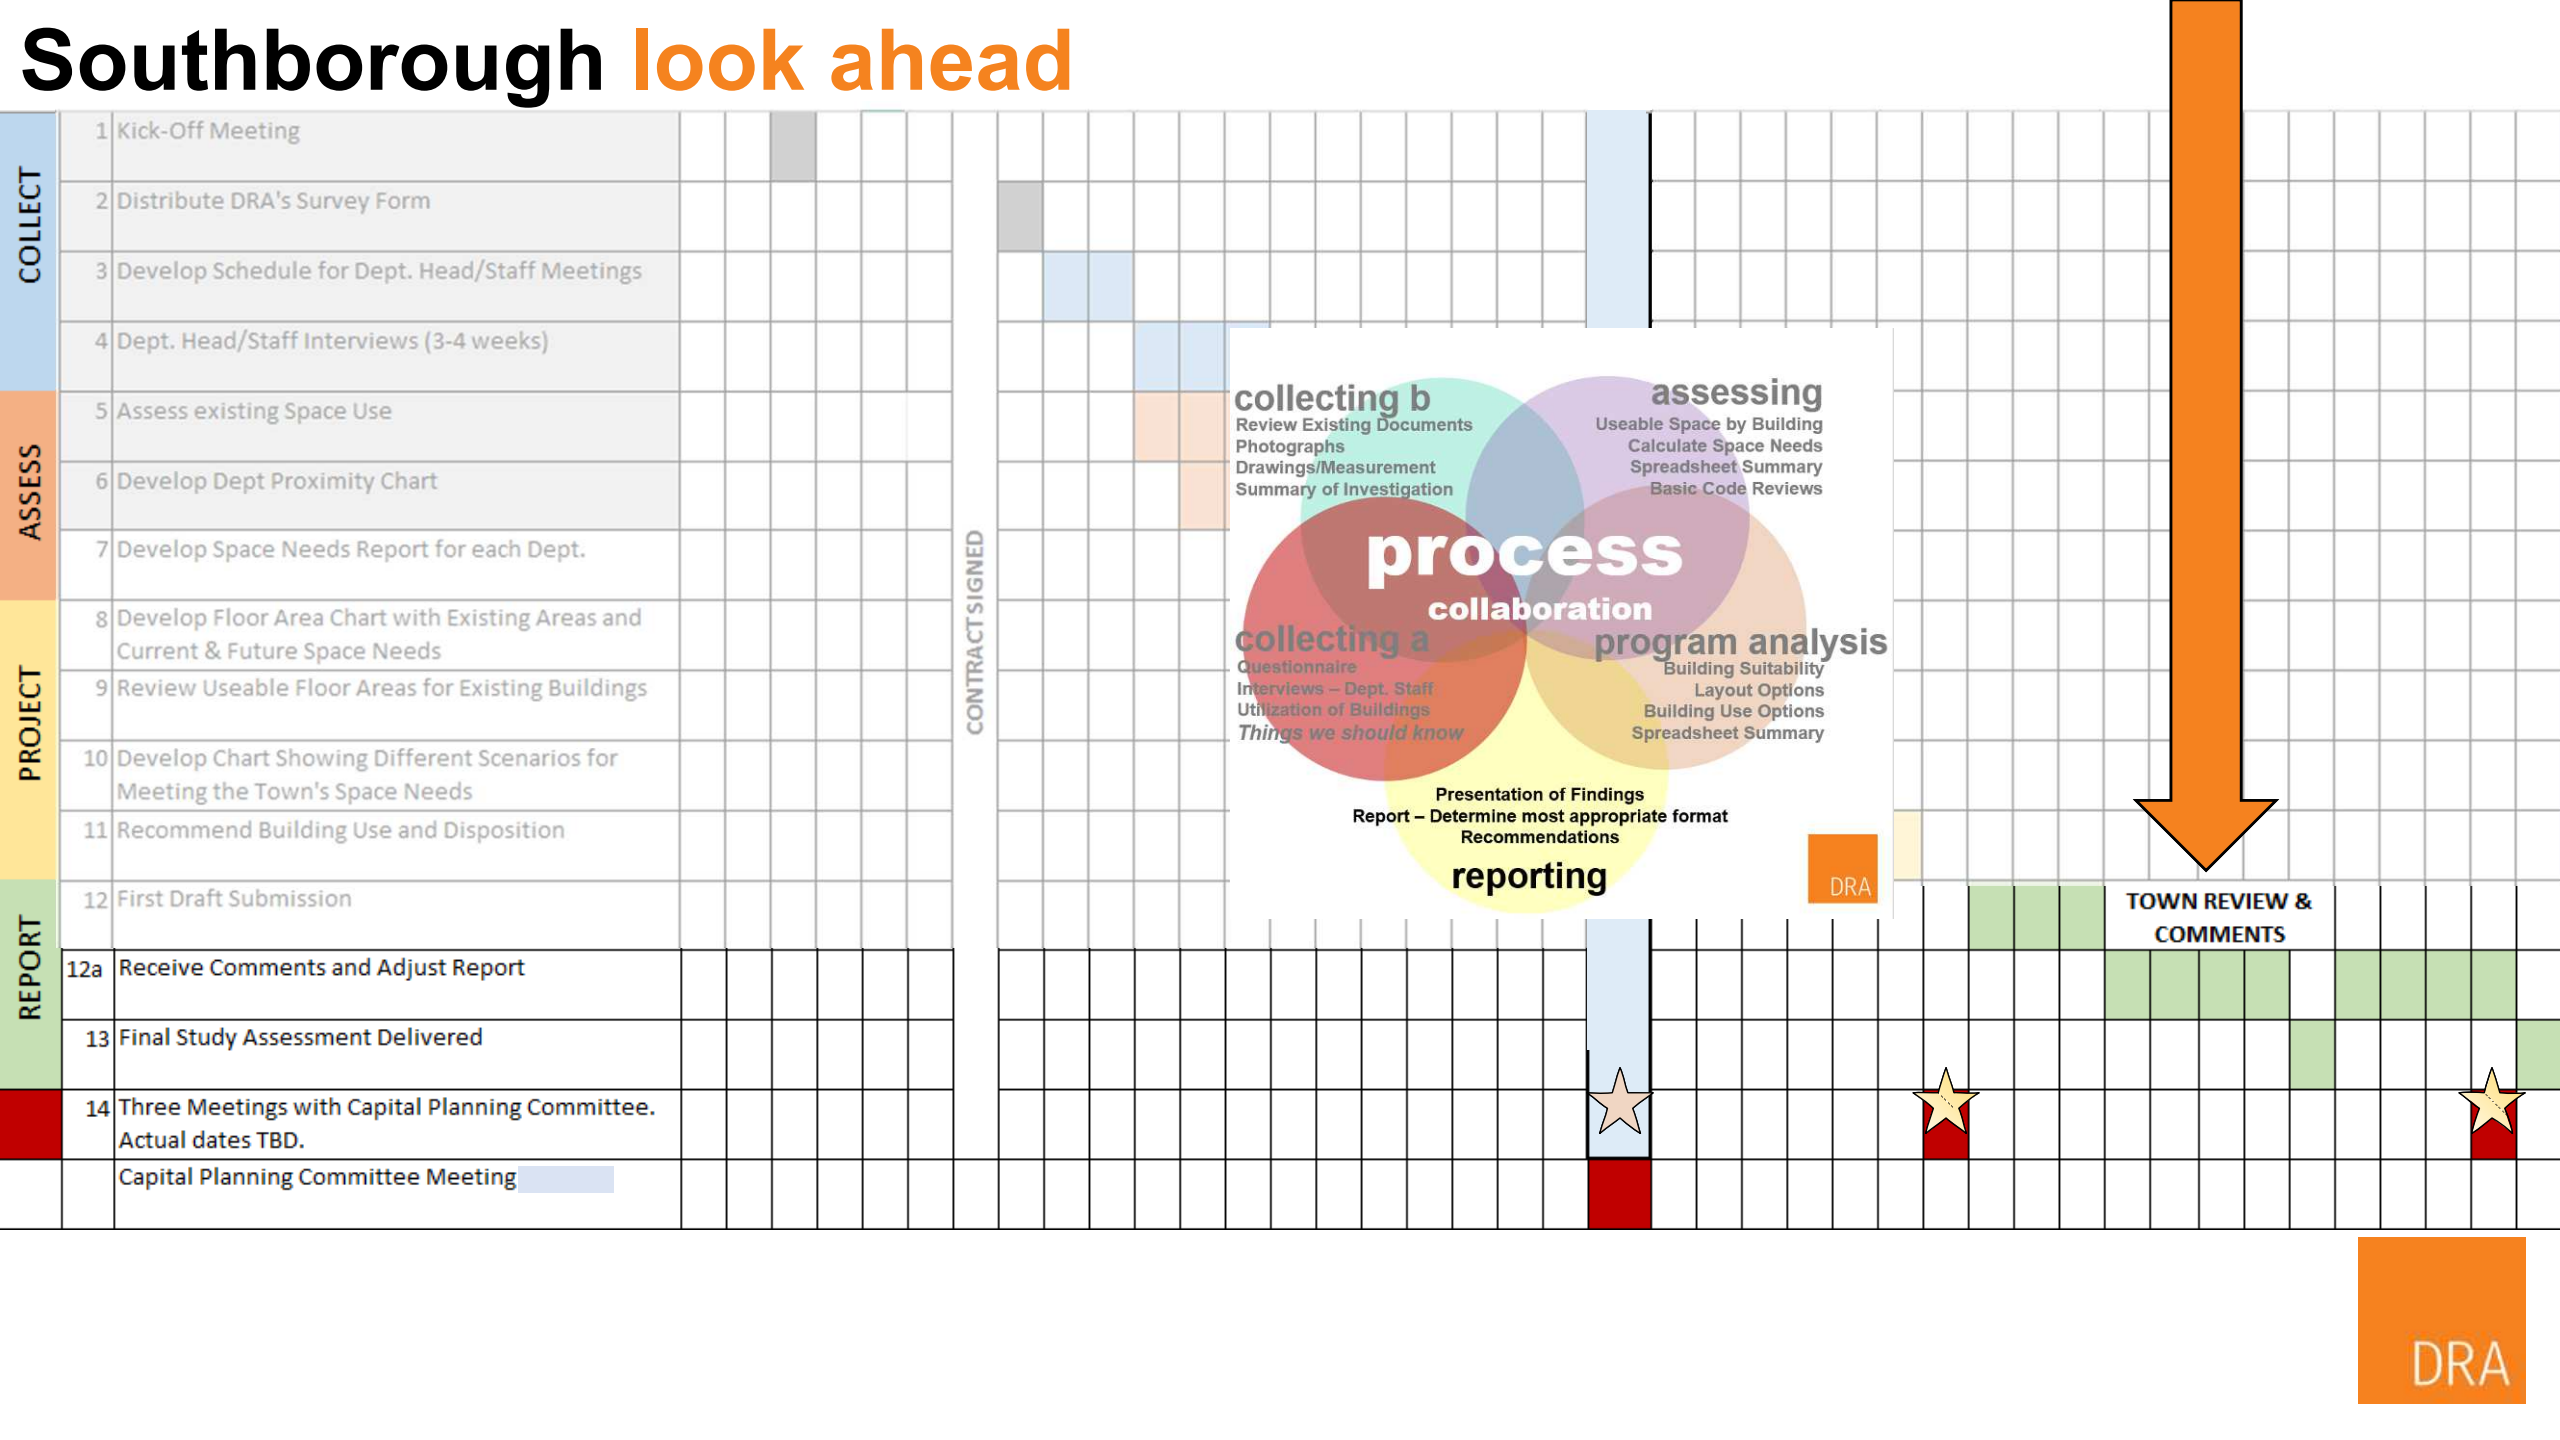 Southborough look ahead
COLLECT
1 Kick-Off Meeting
2 Distribute DRA's Survey Form
3 Develop Schedule for Dept. Head/Staff Meetings
4 Dept. Head/Staff Interviews (3-4 weeks)
ASSESS
5 Assess existing Space Use
6 Develop Dept Proximity Chart
7 Develop Space Needs Report for each Dept.
PROJECT
8 Develop Floor Area Chart with Existing Areas and
Current & Future Space Needs
9 Review Useable Floor Areas for Existing Buildings
10 Develop Chart Showing Different Scenarios for
Meeting the Town's Space Needs
11 Recommend Building Use and Disposition
REPORT
12 First Draft Submission
12a Receive Comments and Adjust Report
13 Final Study Assessment Delivered
14 Three Meetings with Capital Planning Committee.
Actual dates TBD.
Capital Planning Committee Meeting
CONTRACT SIGNED
collecting b
Review Existing Documents
Photographs
Drawings/Measurement
Summary of Investigation
assessing
Useable Space by Building
Calculate Space Needs
Spreadsheet Summary
Basic Code Reviews
process
collaboration
collecting a
Questionnaire
Interviews – Dept. Staff
Utilization of Buildings
Things we should know
program analysis
Building Suitability
Layout Options
Building Use Options
Spreadsheet Summary
Presentation of Findings
Report – Determine most appropriate format
Recommendations
reporting
DRA
TOWN REVIEW &
COMMENTS
DRA